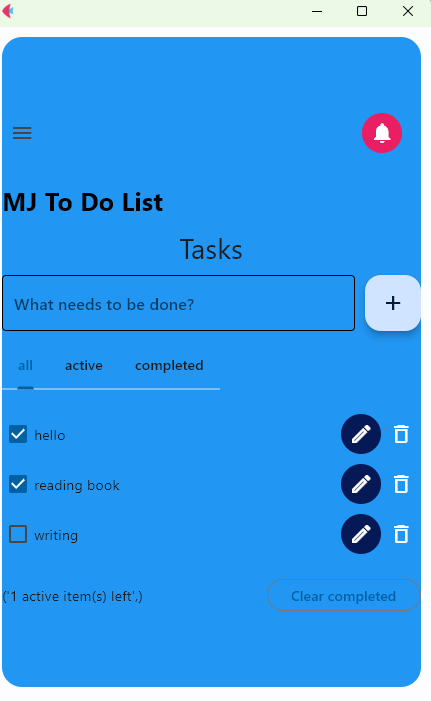 MJ To Do List
Tasks
What needs to be done?
all active completed
hello
reading book
writing
('1 active item(s) left',) Clear completed